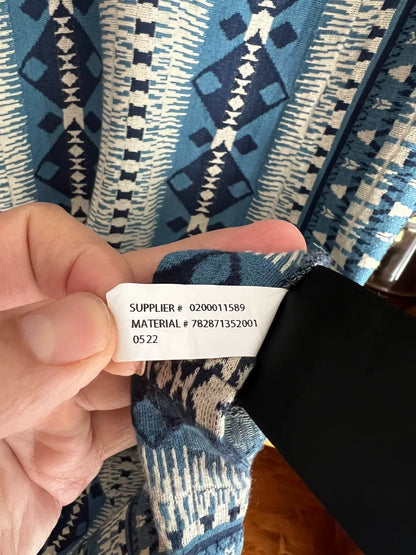 SUPPLIER # 0200011589
MATERIAL # 782871352001
0522